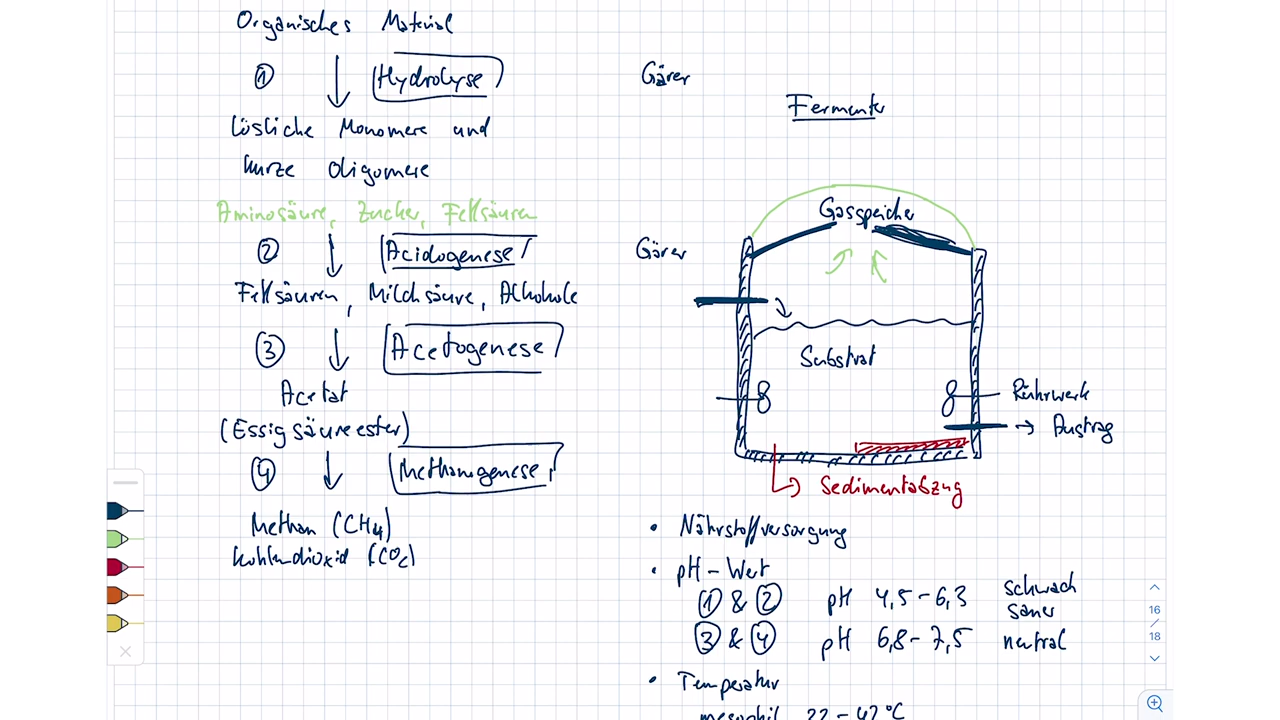 Organisches Material
① Hydrolyse
lösliche Monomere und
kurze Oligomere
Aminosäure, Zucker, Fettsäuren
② Acidogenese
Fettsäuren, Milchsäure, Alkohole
③ Acetogenese
Acetat
(Essigsäureester)
④ Methanogenese
Methan (CH4)
Kohlendioxid (CO2)
Gärer
Fermenter
Gasspeicher
Gärer
Substrat
Rührwerk
Austrag
Sedimentabzug
• Nährstoffversorgung
• pH-Wert
① & ② pH 4,5 – 6,3 schwach
sauer
③ & ④ pH 6,8 – 7,5 neutral
• Temperatur
mesophil °C
16
/
18